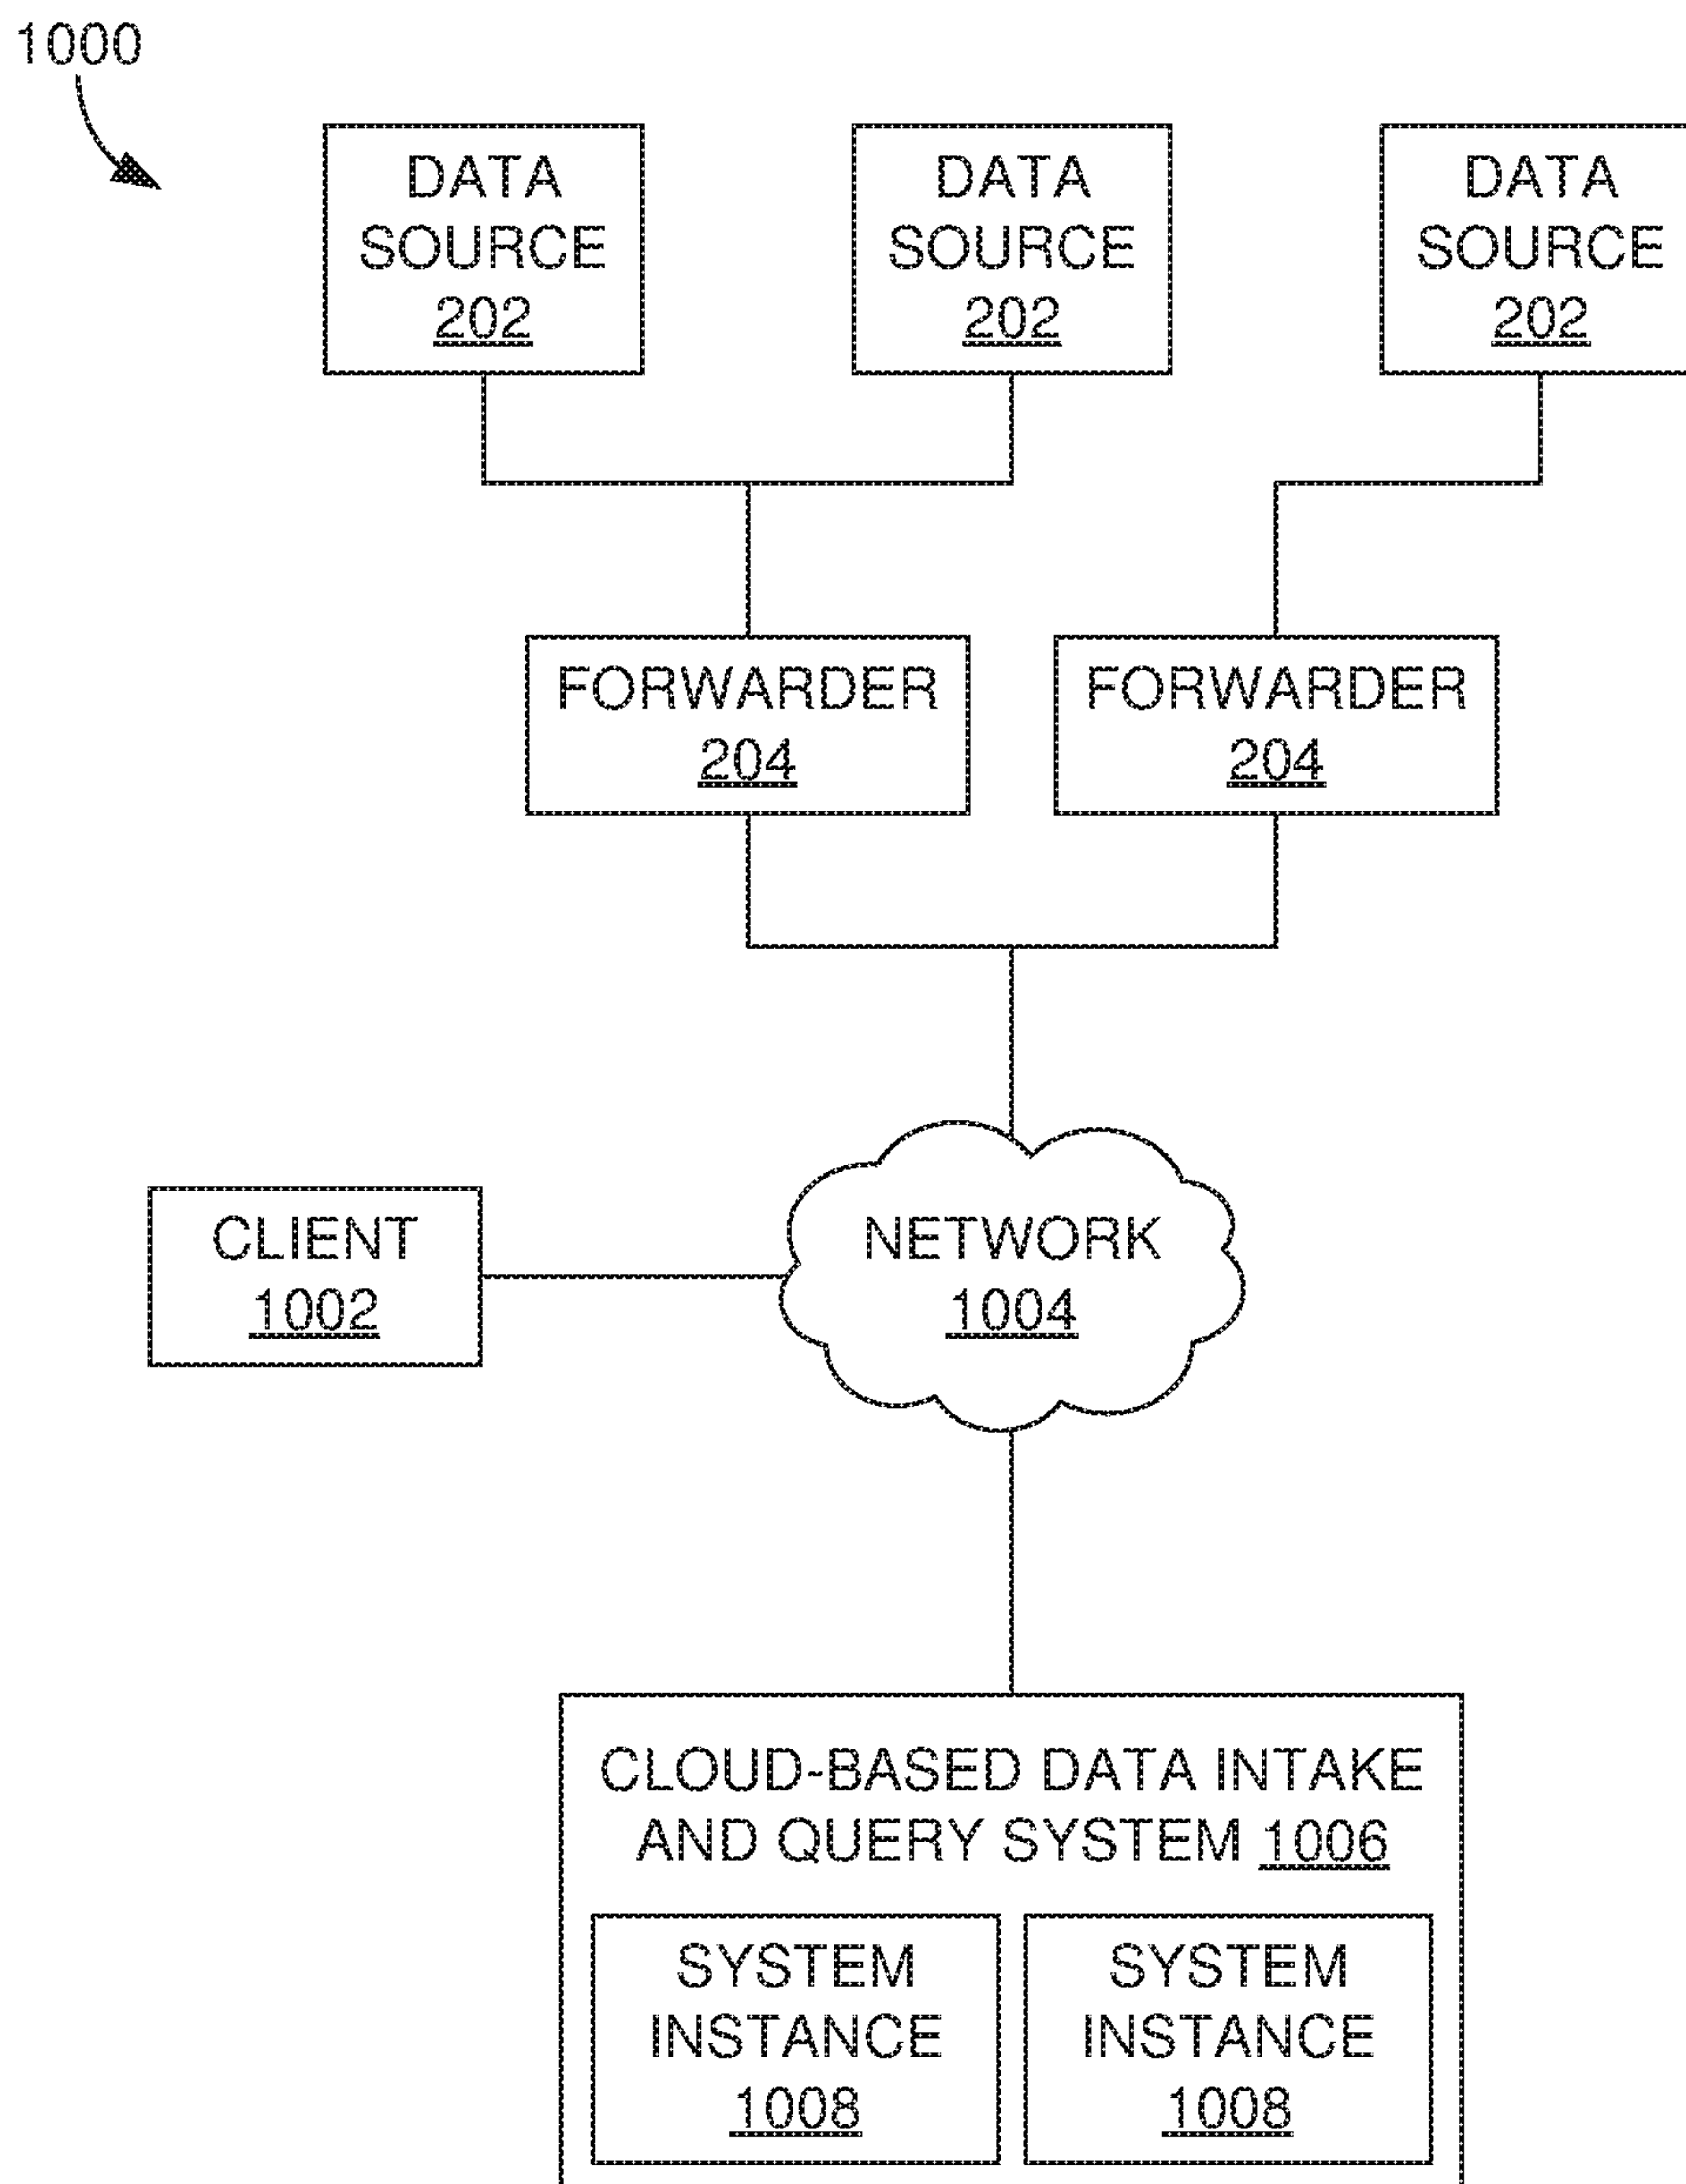 1000
DATA
SOURCE
202
DATA
SOURCE
202
DATA
SOURCE
202
FORWARDER
204
FORWARDER
204
CLIENT
1002
NETWORK
1004
CLOUD-BASED DATA INTAKE
AND QUERY SYSTEM 1006
SYSTEM
INSTANCE
1008
SYSTEM
INSTANCE
1008